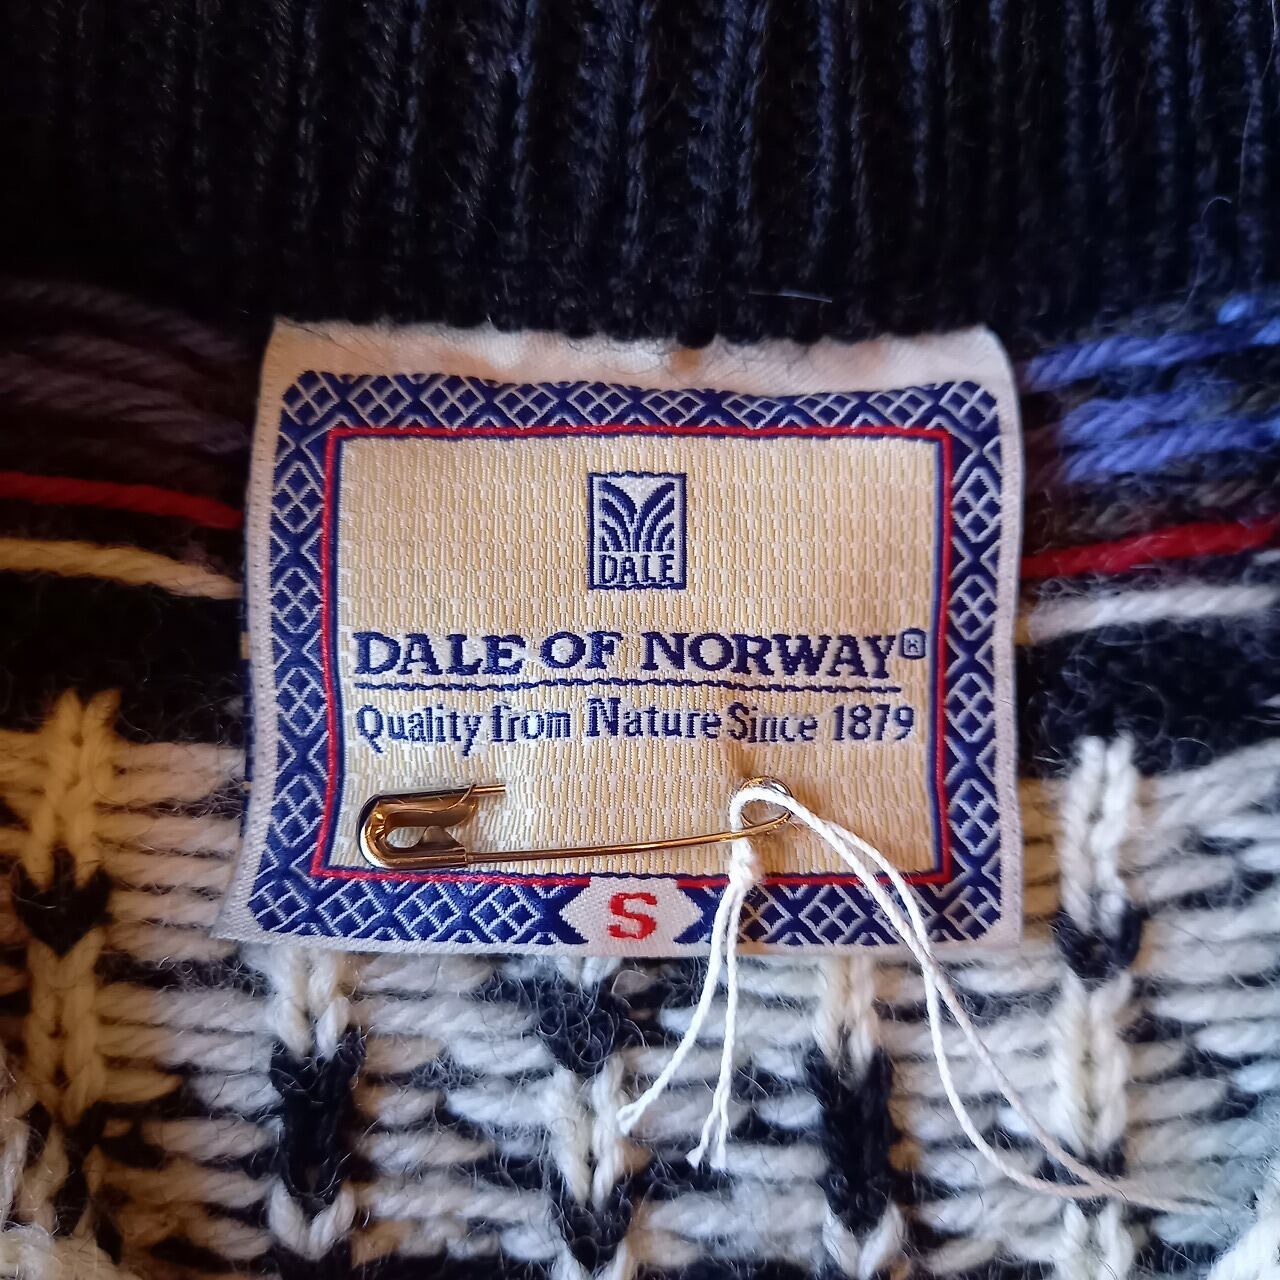 DALE
DALE OF NORWAY®
Quality from Nature Since 1879
S